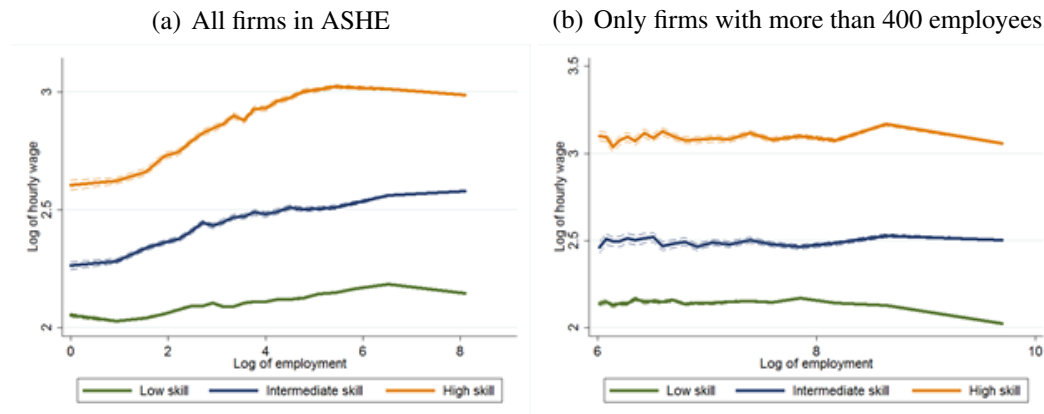 (a) All firms in ASHE
Log of hourly wage
3
2.5
2
0 2 4 6 8
Log of employment
Low skill Intermediate skill High skill
(b) Only firms with more than 400 employees
Log of hourly wage
3.5
3
2.5
2
6 8 10
Log of employment
Low skill Intermediate skill High skill